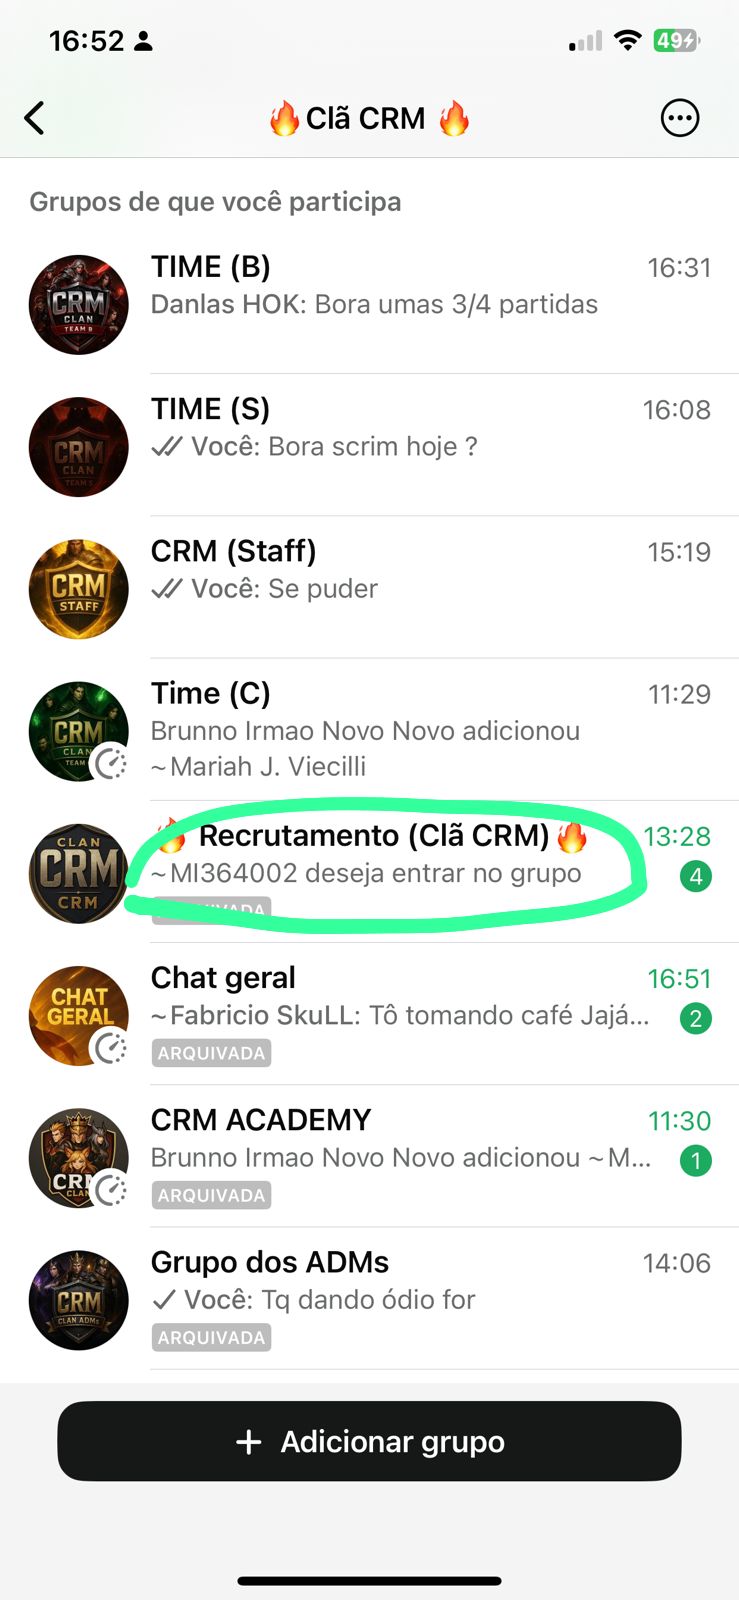 16:52
49
🔥Clã CRM 🔥
Grupos de que você participa
CRM
CLAN
TEAM B
TIME (B)
16:31
Danlas HOK: Bora umas 3/4 partidas
CRM
CLAN
TEAM S
TIME (S)
16:08
Você: Bora scrim hoje ?
CRM
STAFF
CRM (Staff)
15:19
Você: Se puder
CRM
CLAN
TEAM
Time (C)
11:29
Brunno Irmao Novo Novo adicionou
~Mariah J. Viecilli
CLAN
CRM
CRM
🔥 Recrutamento (Clã CRM)🔥
13:28
~MI364002 deseja entrar no grupo
4
ARQUIVADA
CHAT
GERAL
Chat geral
16:51
~Fabricio SkuLL: Tô tomando café Jajá...
2
ARQUIVADA
CRM
CLAN
CRM ACADEMY
11:30
Brunno Irmao Novo Novo adicionou ~M...
1
ARQUIVADA
CRM
CLAN ADMs
Grupo dos ADMs
14:06
Você: Tq dando ódio for
ARQUIVADA
+ Adicionar grupo